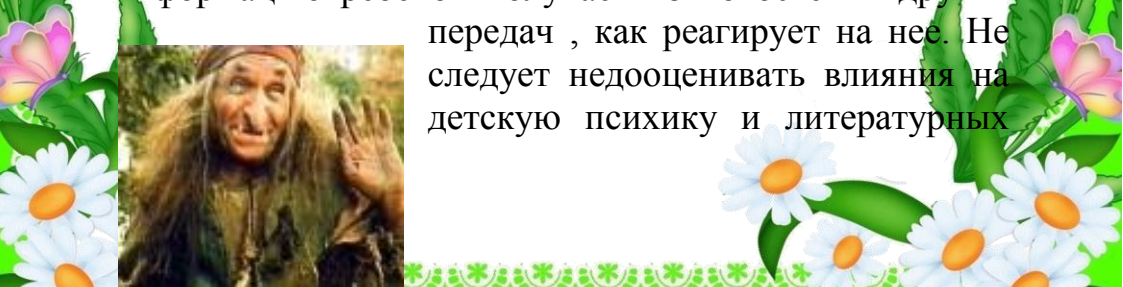 передач , как реагирует на нее. Не
следует недооценивать влияния на
детскую психику и литературных